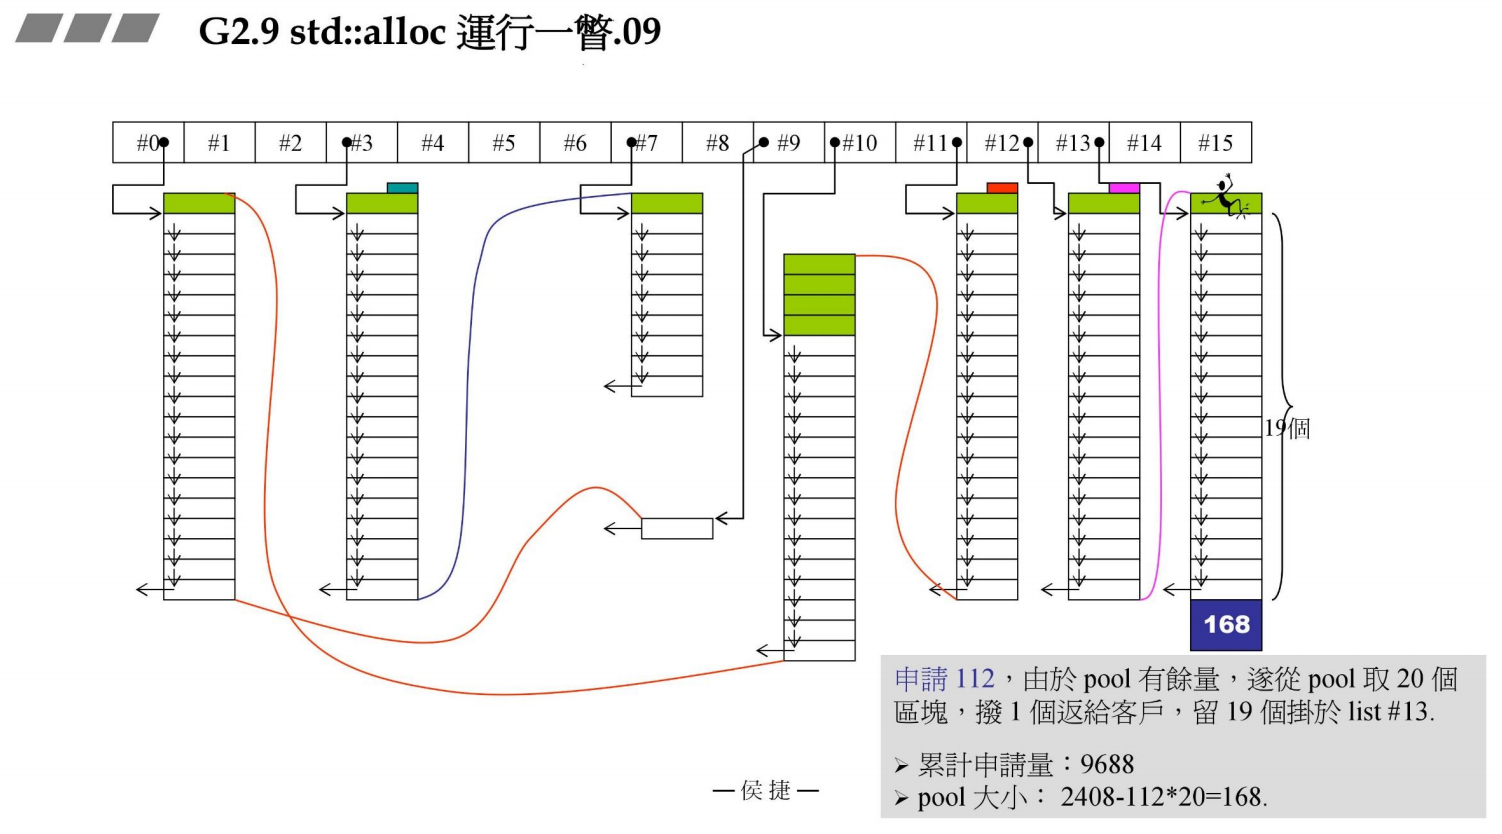 G2.9 std::alloc 運行一瞥.09
#0 #1 #2 #3 #4 #5 #6 #7 #8 #9 #10 #11 #12 #13 #14 #15
19個
168
申請 112，由於 pool 有餘量，遂從 pool 取 20 個
區塊，撥 1 個返給客戶，留 19 個掛於 list #13.
➢ 累計申請量：9688
➢ pool 大小： 2408-112*20=168.
— 侯 捷 —